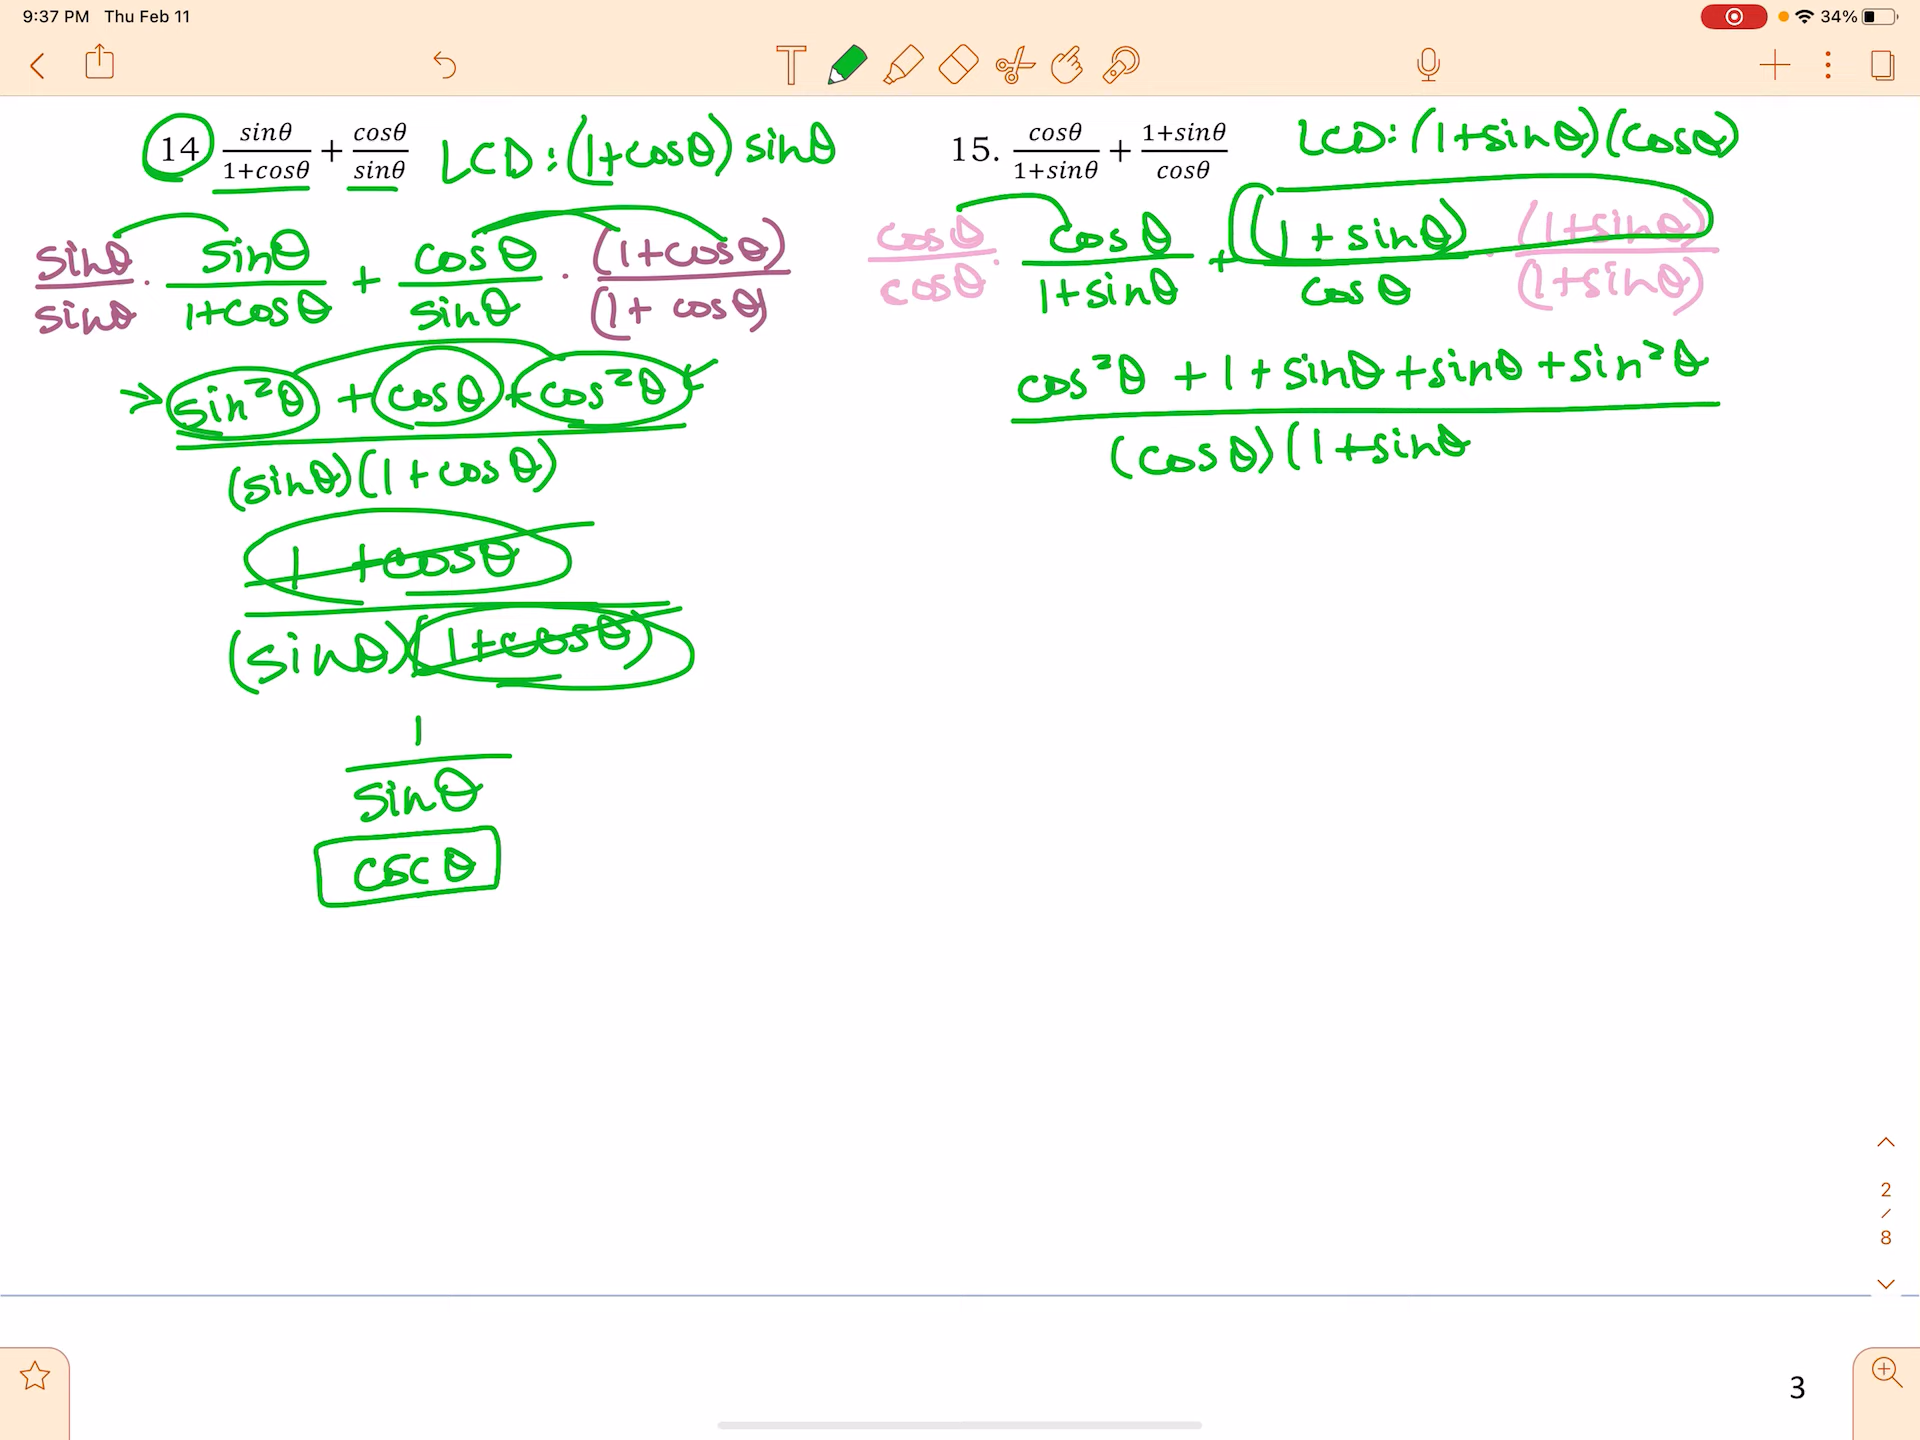 9:37 PM Thu Feb 11
34%
14 sinθ/1+cosθ + cosθ/sinθ LCD: (1+cosθ) sinθ
sinθ/sinθ · sinθ/1+cosθ + cosθ/sinθ · (1+cosθ)/(1+cosθ)
sin²θ + cosθ + cos²θ
(sinθ)(1+cosθ)
1+cosθ
(sinθ)(1+cosθ)
1
sinθ
cscθ
15. cosθ/1+sinθ + 1+sinθ/cosθ LCD: (1+sinθ)(cosθ)
cosθ/cosθ · cosθ/1+sinθ + (1+sinθ)/cosθ · (1+sinθ)/(1+sinθ)
cos²θ + 1 + sinθ + sinθ + sin²θ
(cosθ)(1+sinθ
2
/
8
3